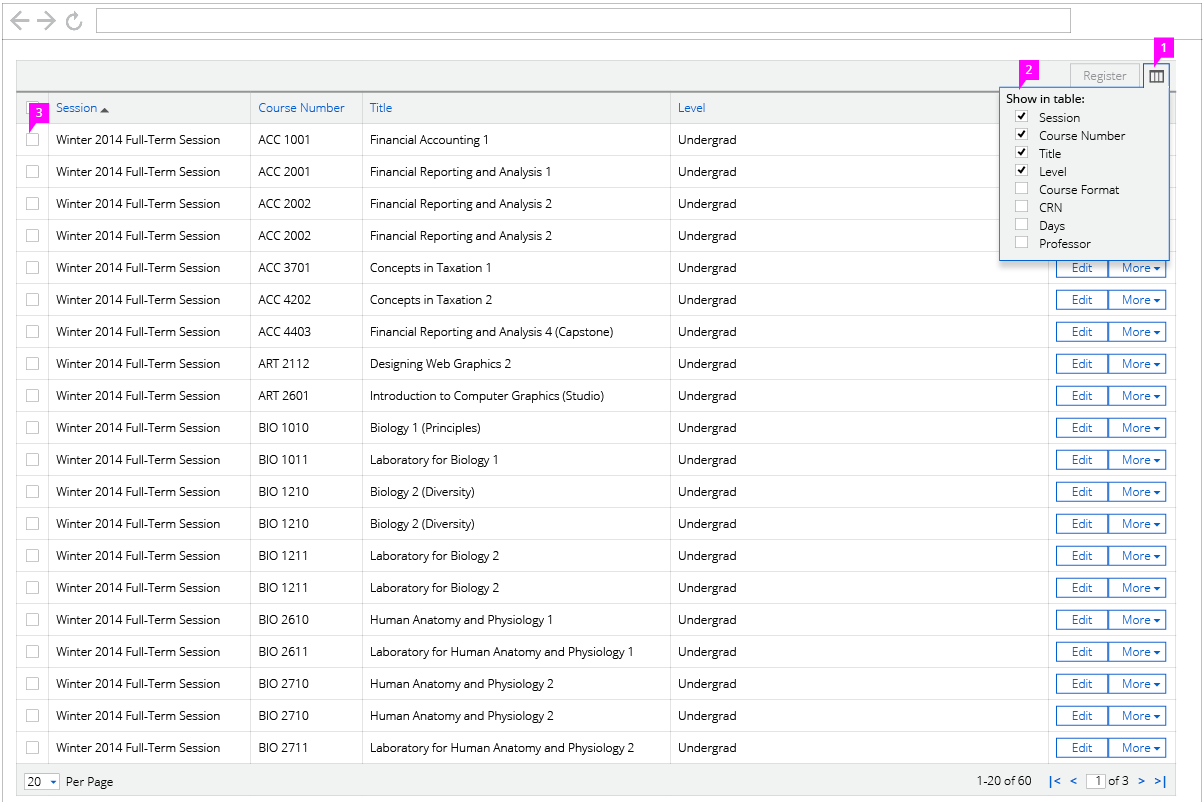 1
2
Register
3
Session Course Number Title Level
Show in table:
Session
Course Number
Title
Level
Course Format
CRN
Days
Professor
Winter 2014 Full-Term Session ACC 1001 Financial Accounting 1 Undergrad
Winter 2014 Full-Term Session ACC 2001 Financial Reporting and Analysis 1 Undergrad
Winter 2014 Full-Term Session ACC 2002 Financial Reporting and Analysis 2 Undergrad
Winter 2014 Full-Term Session ACC 2002 Financial Reporting and Analysis 2 Undergrad
Winter 2014 Full-Term Session ACC 3701 Concepts in Taxation 1 Undergrad Edit More
Winter 2014 Full-Term Session ACC 4202 Concepts in Taxation 2 Undergrad Edit More
Winter 2014 Full-Term Session ACC 4403 Financial Reporting and Analysis 4 (Capstone) Undergrad Edit More
Winter 2014 Full-Term Session ART 2112 Designing Web Graphics 2 Undergrad Edit More
Winter 2014 Full-Term Session ART 2601 Introduction to Computer Graphics (Studio) Undergrad Edit More
Winter 2014 Full-Term Session BIO 1010 Biology 1 (Principles) Undergrad Edit More
Winter 2014 Full-Term Session BIO 1011 Laboratory for Biology 1 Undergrad Edit More
Winter 2014 Full-Term Session BIO 1210 Biology 2 (Diversity) Undergrad Edit More
Winter 2014 Full-Term Session BIO 1210 Biology 2 (Diversity) Undergrad Edit More
Winter 2014 Full-Term Session BIO 1211 Laboratory for Biology 2 Undergrad Edit More
Winter 2014 Full-Term Session BIO 1211 Laboratory for Biology 2 Undergrad Edit More
Winter 2014 Full-Term Session BIO 2610 Human Anatomy and Physiology 1 Undergrad Edit More
Winter 2014 Full-Term Session BIO 2611 Laboratory for Human Anatomy and Physiology 1 Undergrad Edit More
Winter 2014 Full-Term Session BIO 2710 Human Anatomy and Physiology 2 Undergrad Edit More
Winter 2014 Full-Term Session BIO 2710 Human Anatomy and Physiology 2 Undergrad Edit More
Winter 2014 Full-Term Session BIO 2711 Laboratory for Human Anatomy and Physiology 2 Undergrad Edit More
20 Per Page 1-20 of 60 |< < 1 of 3 > >|